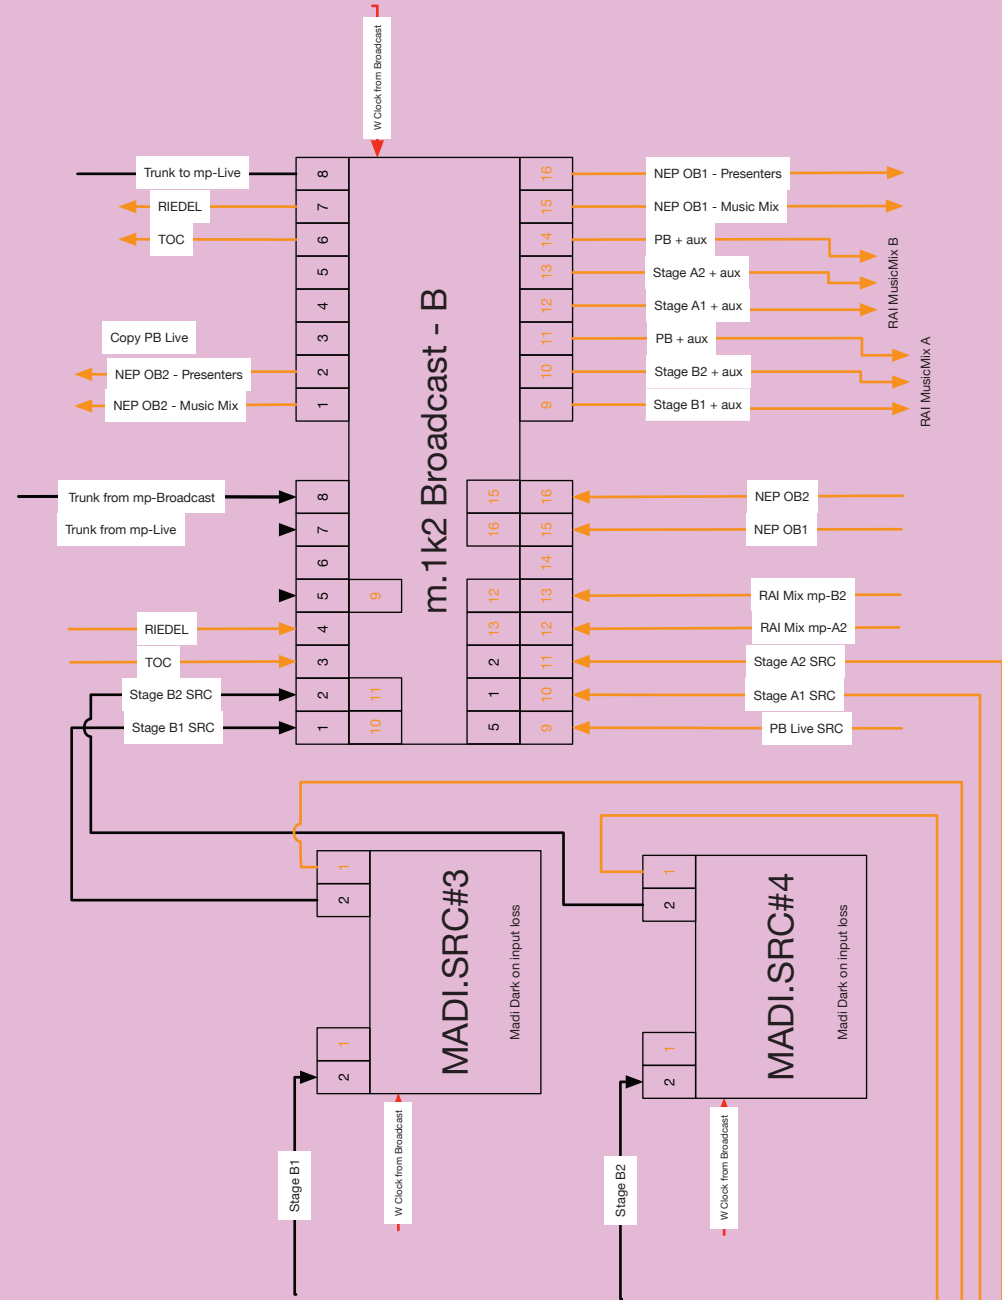 W Clock from Broadcast
Trunk to mp-Live
8
16
NEP OB1 - Presenters
RIEDEL
7
15
NEP OB1 - Music Mix
TOC
6
14
PB + aux
5
13
Stage A2 + aux
4
12
Stage A1 + aux
RAI MusicMix B
Copy PB Live
3
11
PB + aux
NEP OB2 - Presenters
2
10
Stage B2 + aux
NEP OB2 - Music Mix
1
9
Stage B1 + aux
RAI MusicMix A
m.1k2 Broadcast - B
Trunk from mp-Broadcast
8
15
16
NEP OB2
Trunk from mp-Live
7
16
15
NEP OB1
6
14
5
9
12
13
RAI Mix mp-B2
RIEDEL
4
13
12
RAI Mix mp-A2
TOC
3
2
11
Stage A2 SRC
Stage B2 SRC
2
11
1
10
Stage A1 SRC
Stage B1 SRC
1
10
5
9
PB Live SRC
1
2
MADI.SRC#3
Madi Dark on input loss
1
2
Stage B1
W Clock from Broadcast
1
2
MADI.SRC#4
Madi Dark on input loss
1
2
Stage B2
W Clock from Broadcast